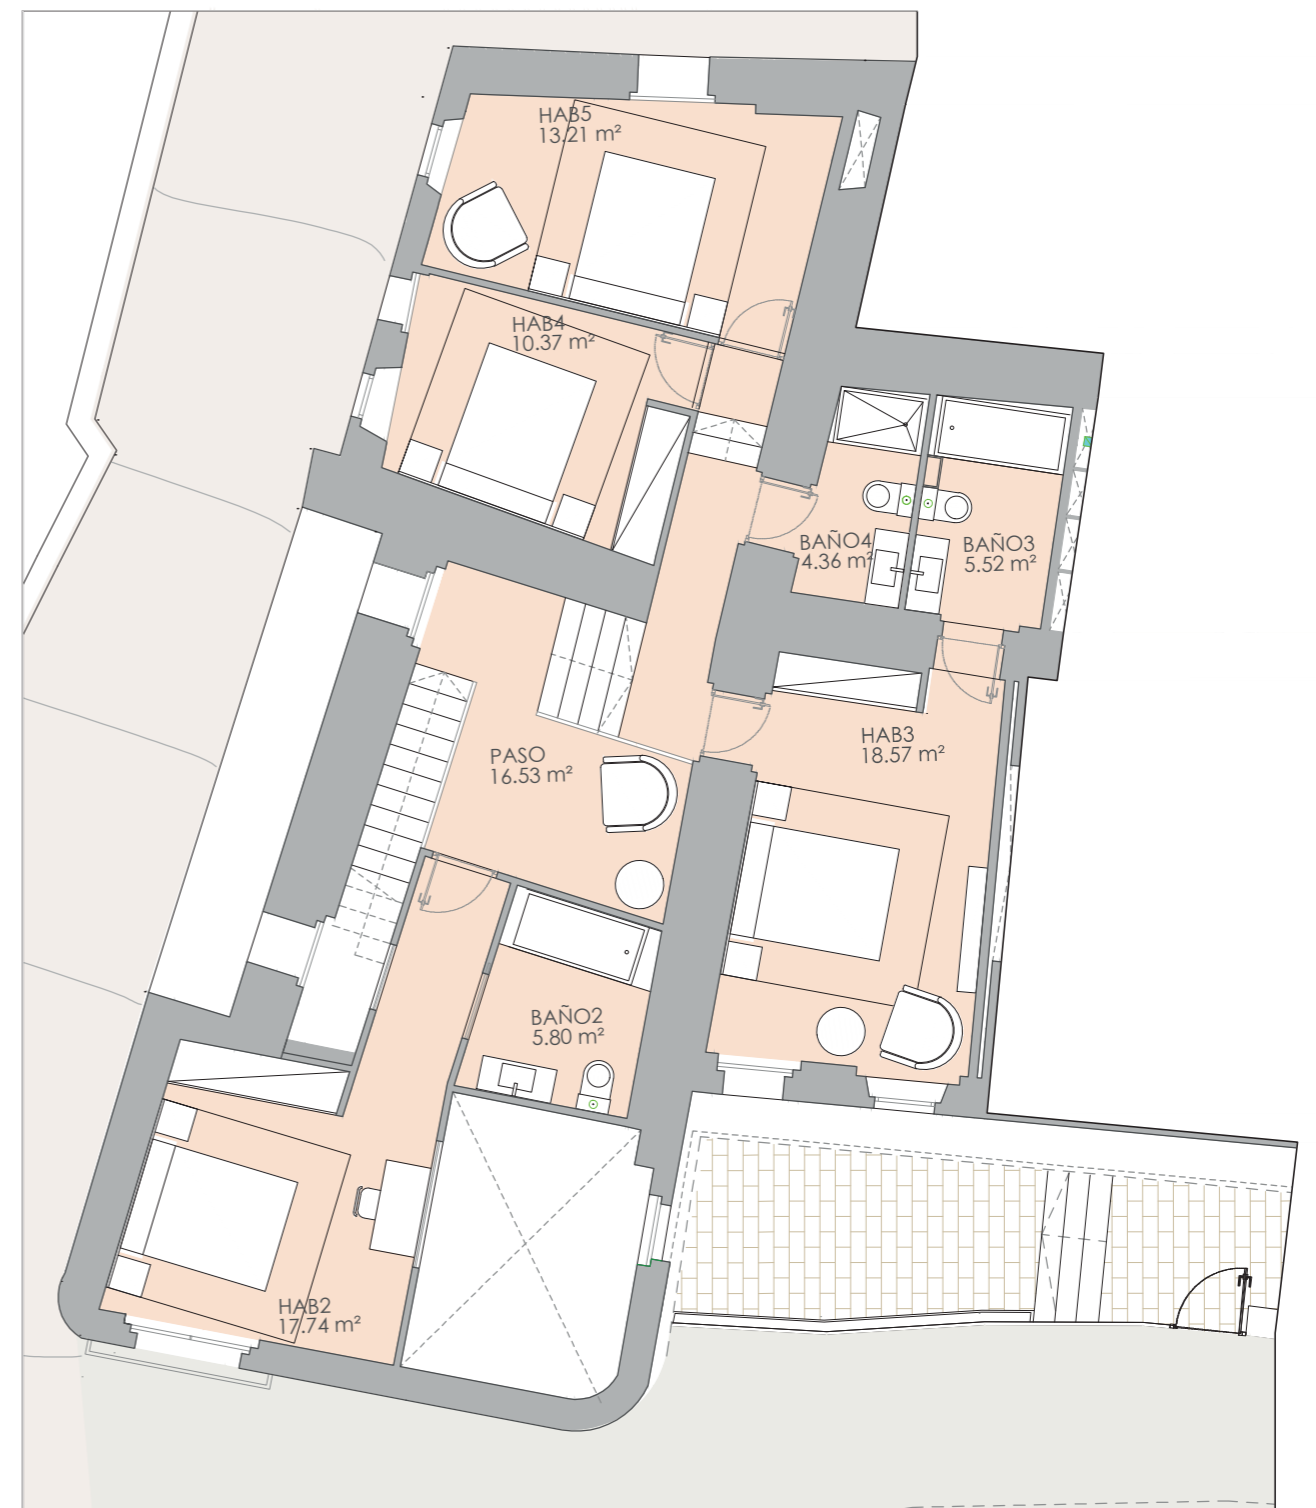 HAB5
13.21 m²
HAB4
10.37 m²
BAÑO4
4.36 m²
BAÑO3
5.52 m²
HAB3
18.57 m²
PASO
16.53 m²
BAÑO2
5.80 m²
HAB2
17.74 m²